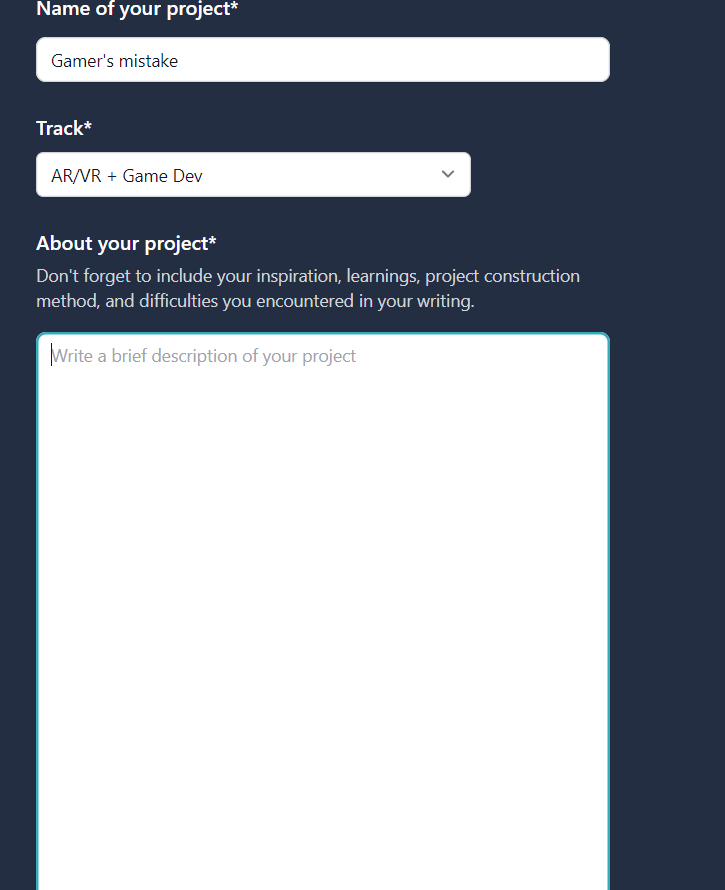 Name of your project*
Gamer's mistake
Track*
AR/VR + Game Dev
About your project*
Don't forget to include your inspiration, learnings, project construction
method, and difficulties you encountered in your writing.
Write a brief description of your project